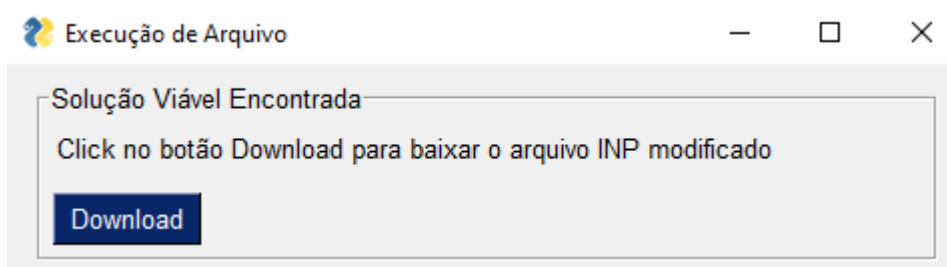 Execução de Arquivo
Solução Viável Encontrada
Click no botão Download para baixar o arquivo INP modificado
Download